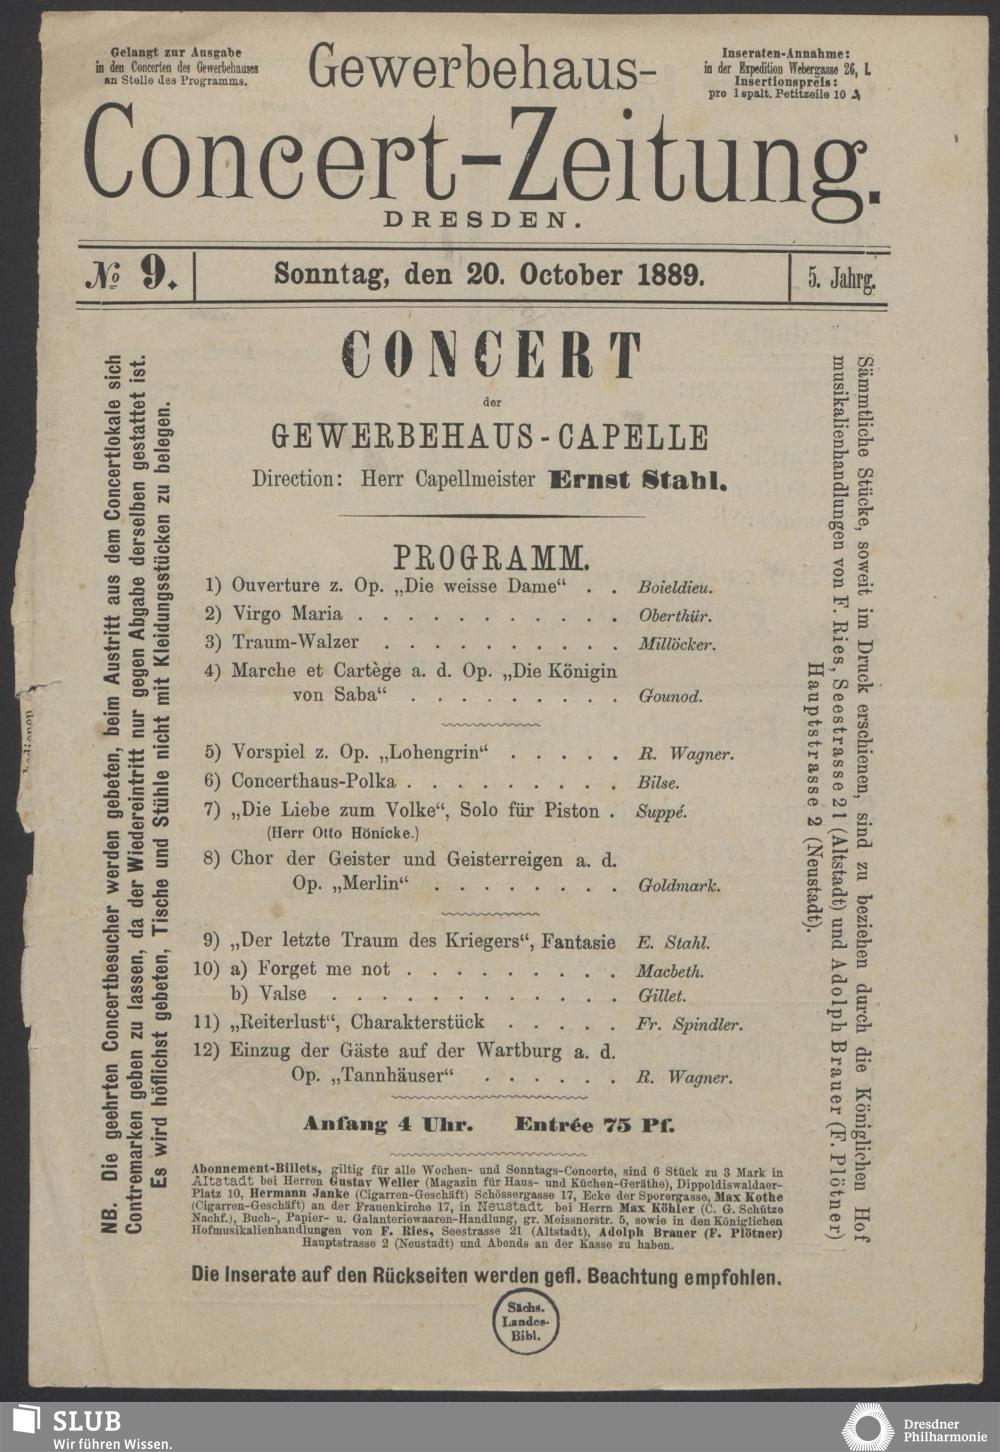 Gelangt zur Ausgabe
in den Concerten des Gewerbehauses
an Stelle des Programms.
Gewerbehaus-
Inseraten-Annahme:
in der Expedition Webergasse 26, I.
Insertionspreis:
pro 1spalt. Petitzeile 10 ₰
Concert-Zeitung.
DRESDEN.
No 9.
Sonntag, den 20. October 1889.
5. Jahrg.
CONCERT
der
GEWERBEHAUS-CAPELLE
Direction: Herr Capellmeister Ernst Stahl.
PROGRAMM.
1) Ouverture z. Op. „Die weisse Dame“ . . Boieldieu.
2) Virgo Maria . . . . . . . . . . . Oberthür.
3) Traum-Walzer . . . . . . . . . . Millöcker.
4) Marche et Cartège a. d. Op. „Die Königin
von Saba“ . . . . . . . . . Gounod.
5) Vorspiel z. Op. „Lohengrin“ . . . . . R. Wagner.
6) Concerthaus-Polka . . . . . . . . . Bilse.
7) „Die Liebe zum Volke“, Solo für Piston . Suppé.
(Herr Otto Hönicke.)
8) Chor der Geister und Geisterreigen a. d.
Op. „Merlin“ . . . . . . . . Goldmark.
9) „Der letzte Traum des Kriegers“, Fantasie E. Stahl.
10) a) Forget me not . . . . . . . . . Macbeth.
b) Valse . . . . . . . . . . . . Gillet.
11) „Reiterlust“, Charakterstück . . . . . Fr. Spindler.
12) Einzug der Gäste auf der Wartburg a. d.
Op. „Tannhäuser“ . . . . . . R. Wagner.
Anfang 4 Uhr. Entrée 75 Pf.
Abonnement-Billets, giltig für alle Wochen- und Sonntags-Concerte, sind 6 Stück zu 3 Mark in
Altstadt bei Herren Gustav Weller (Magazin für Haus- und Küchen-Geräthe), Dippoldiswaldaer-
Platz 10, Hermann Janke (Cigarren-Geschäft) Schössergasse 17, Ecke der Sporergasse, Max Kothe
(Cigarren-Geschäft) an der Frauenkirche 17, in Neustadt bei Herrn Max Köhler (C. G. Schütze
Nachf.), Buch-, Papier- u. Galanteriewaaren-Handlung, gr. Meissnerstr. 5, sowie in den Königlichen
Hofmusikalienhandlungen von F. Ries, Seestrasse 21 (Altstadt), Adolph Brauer (F. Plötner)
Hauptstrasse 2 (Neustadt) und Abends an der Kasse zu haben.
Die Inserate auf den Rückseiten werden gefl. Beachtung empfohlen.
NB. Die geehrten Concertbesucher werden gebeten, beim Austritt aus dem Concertlokale sich
Contremarken geben zu lassen, da der Wiedereintritt nur gegen Abgabe derselben gestattet ist.
Es wird höflichst gebeten, Tische und Stühle nicht mit Kleidungsstücken zu belegen.
Sämmtliche Stücke, soweit im Druck erschienen, sind zu beziehen durch die Königlichen Hof
musikalienhandlungen von F. Ries, Seestrasse 21 (Altstadt) und Adolph Brauer (F. Plötner)
Hauptstrasse 2 (Neustadt).
Sächs.
Landes-
Bibl.
SLUB
Wir führen Wissen.
Dresdner
Philharmonie